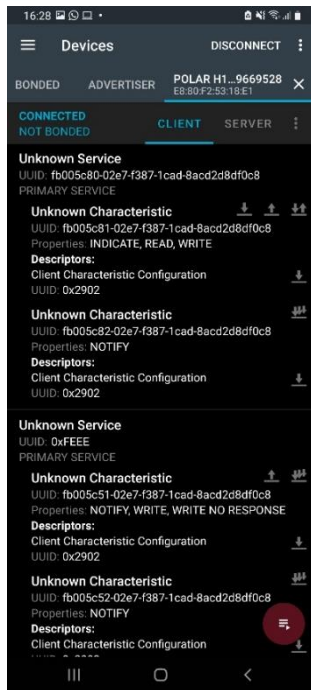 16:28
Devices
DISCONNECT
BONDED
ADVERTISER
POLAR H1...9669528
E8:80:F2:53:18:E1
CONNECTED
NOT BONDED
CLIENT
SERVER
Unknown Service
UUID: fb005c80-02e7-f387-1cad-8acd2d8df0c8
PRIMARY SERVICE
Unknown Characteristic
UUID: fb005c81-02e7-f387-1cad-8acd2d8df0c8
Properties: INDICATE, READ, WRITE
Descriptors:
Client Characteristic Configuration
UUID: 0x2902
Unknown Characteristic
UUID: fb005c82-02e7-f387-1cad-8acd2d8df0c8
Properties: NOTIFY
Descriptors:
Client Characteristic Configuration
UUID: 0x2902
Unknown Service
UUID: 0xFEEE
PRIMARY SERVICE
Unknown Characteristic
UUID: fb005c51-02e7-f387-1cad-8acd2d8df0c8
Properties: NOTIFY, WRITE, WRITE NO RESPONSE
Descriptors:
Client Characteristic Configuration
UUID: 0x2902
Unknown Characteristic
UUID: fb005c52-02e7-f387-1cad-8acd2d8df0c8
Properties: NOTIFY
Descriptors:
Client Characteristic Configuration